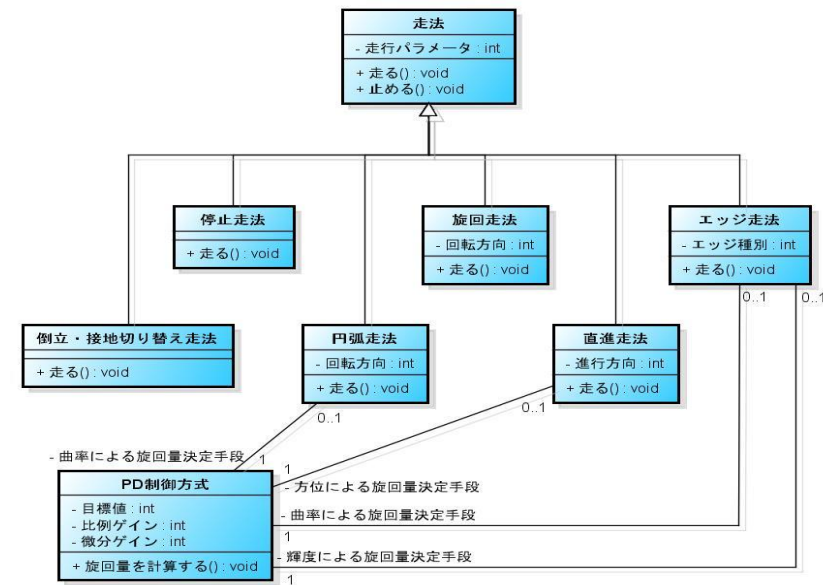 走法
- 走行パラメータ : int
+ 走る() : void
+ 止める() : void
停止走法
+ 走る() : void
旋回走法
- 回転方向 : int
+ 走る() : void
エッジ走法
- エッジ種別 : int
+ 走る() : void
0..1
0..1
倒立・接地切り替え走法
+ 走る() : void
円弧走法
- 回転方向 : int
+ 走る() : void
0..1
直進走法
- 進行方向 : int
+ 走る() : void
0..1
- 曲率による旋回量決定手段
1
1
PD制御方式
- 目標値 : int
- 比例ゲイン : int
- 微分ゲイン : int
+ 旋回量を計算する() : void
- 方位による旋回量決定手段
- 曲率による旋回量決定手段
1
- 輝度による旋回量決定手段
1